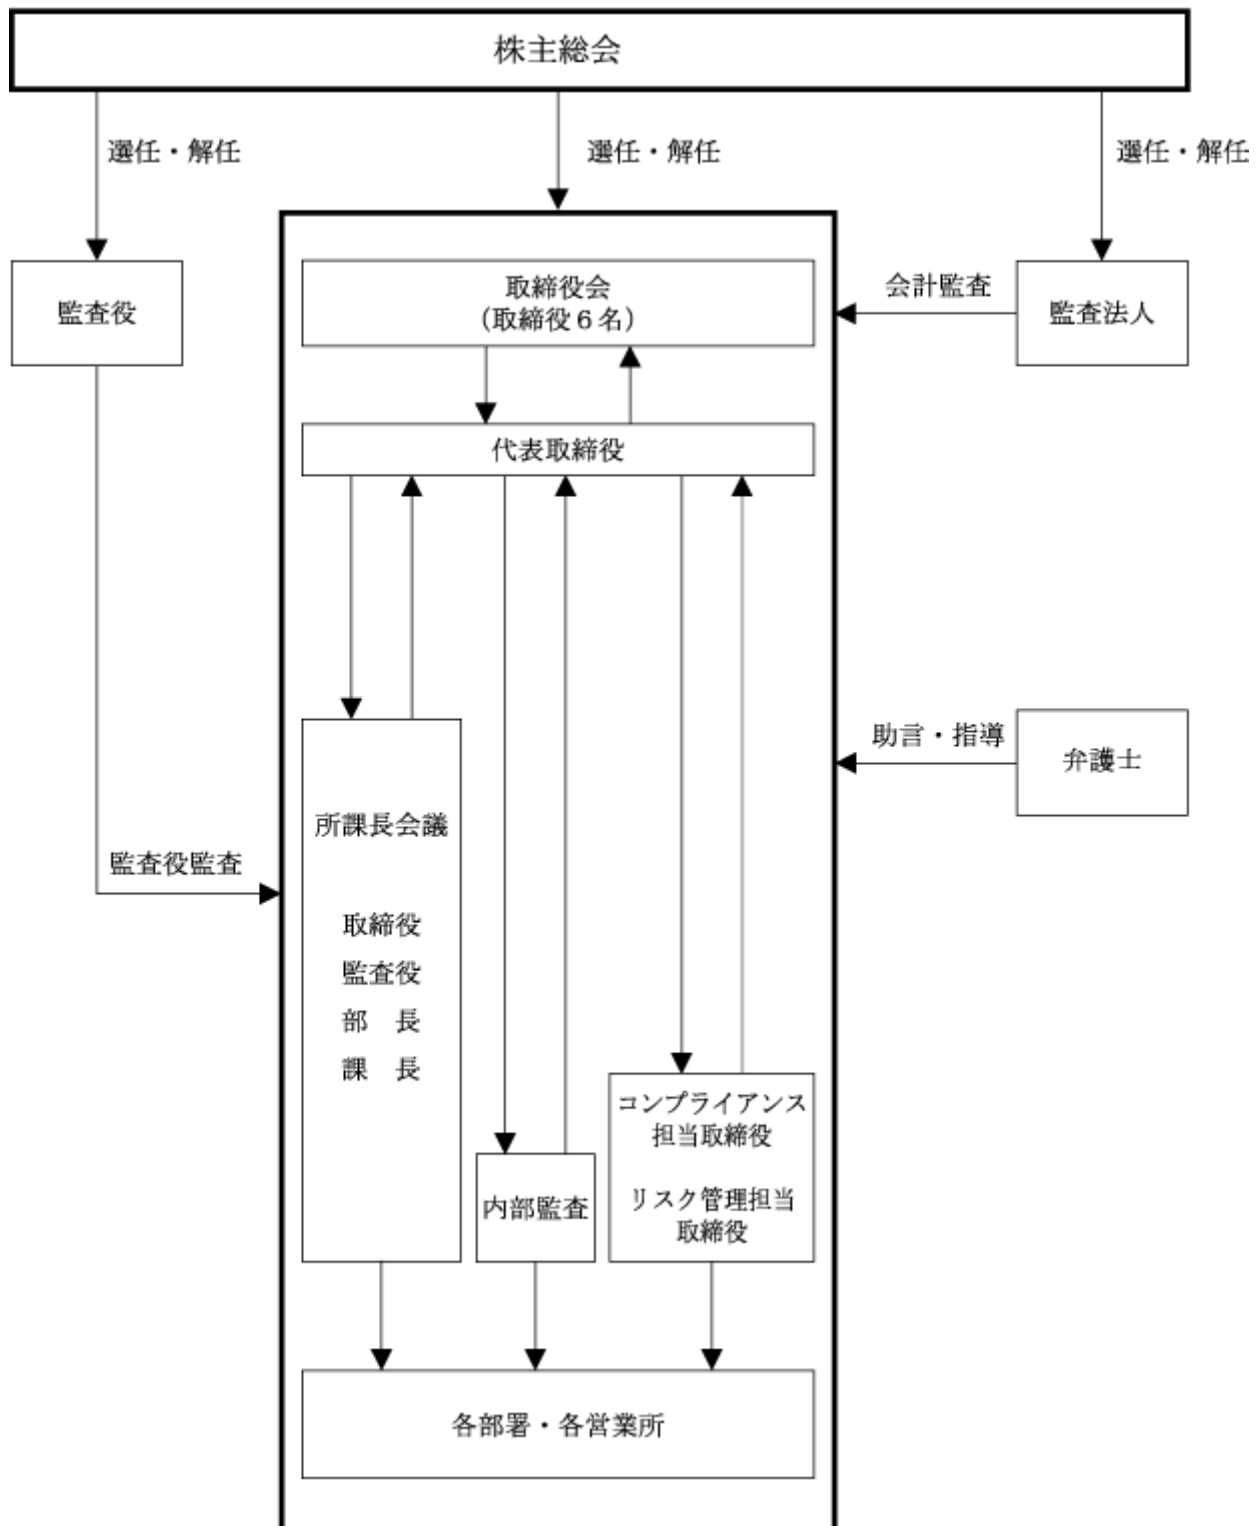 株主総会
選任・解任
選任・解任
選任・解任
監査役
取締役会
（取締役６名）
会計監査
監査法人
代表取締役
助言・指導
弁護士
監査役監査
所課長会議
取締役
監査役
部　長
課　長
内部監査
コンプライアンス
担当取締役
リスク管理担当
取締役
各部署・各営業所